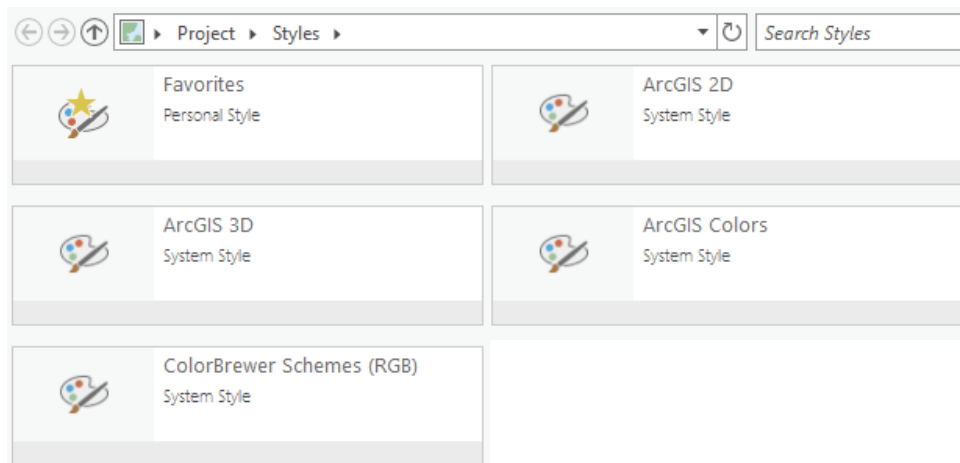 Project Styles
Search Styles
Favorites
Personal Style
ArcGIS 2D
System Style
ArcGIS 3D
System Style
ArcGIS Colors
System Style
ColorBrewer Schemes (RGB)
System Style